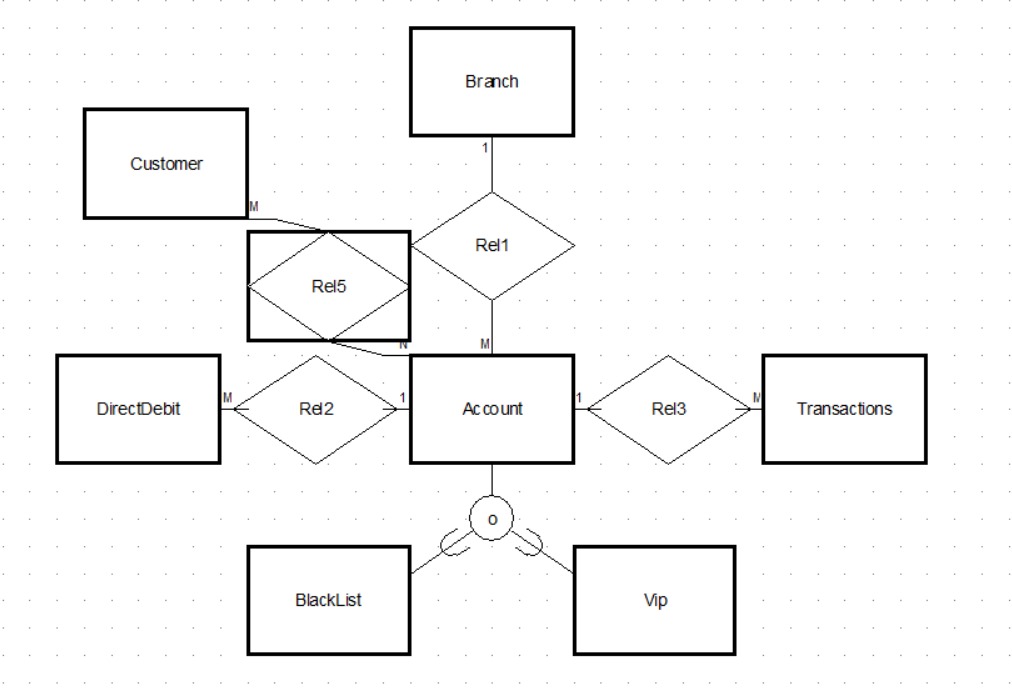 Branch
Customer
1
M
Rel1
Rel5
M
N
DirectDebit
M
Rel2
1
Account
1
Rel3
M
Transactions
o
BlackList
Vip